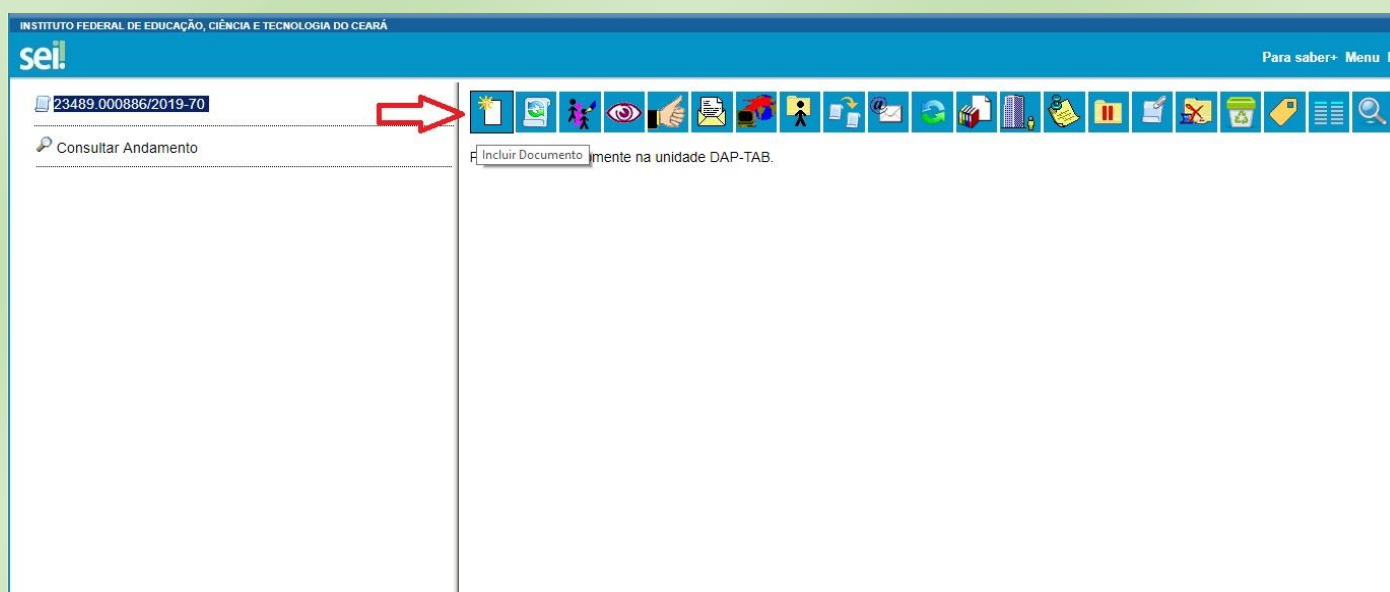 INSTITUTO FEDERAL DE EDUCAÇÃO, CIÊNCIA E TECNOLOGIA DO CEARÁ
sei!
Para saber+ Menu
23489.000886/2019-70
Consultar Andamento
Incluir Documento
mente na unidade DAP-TAB.